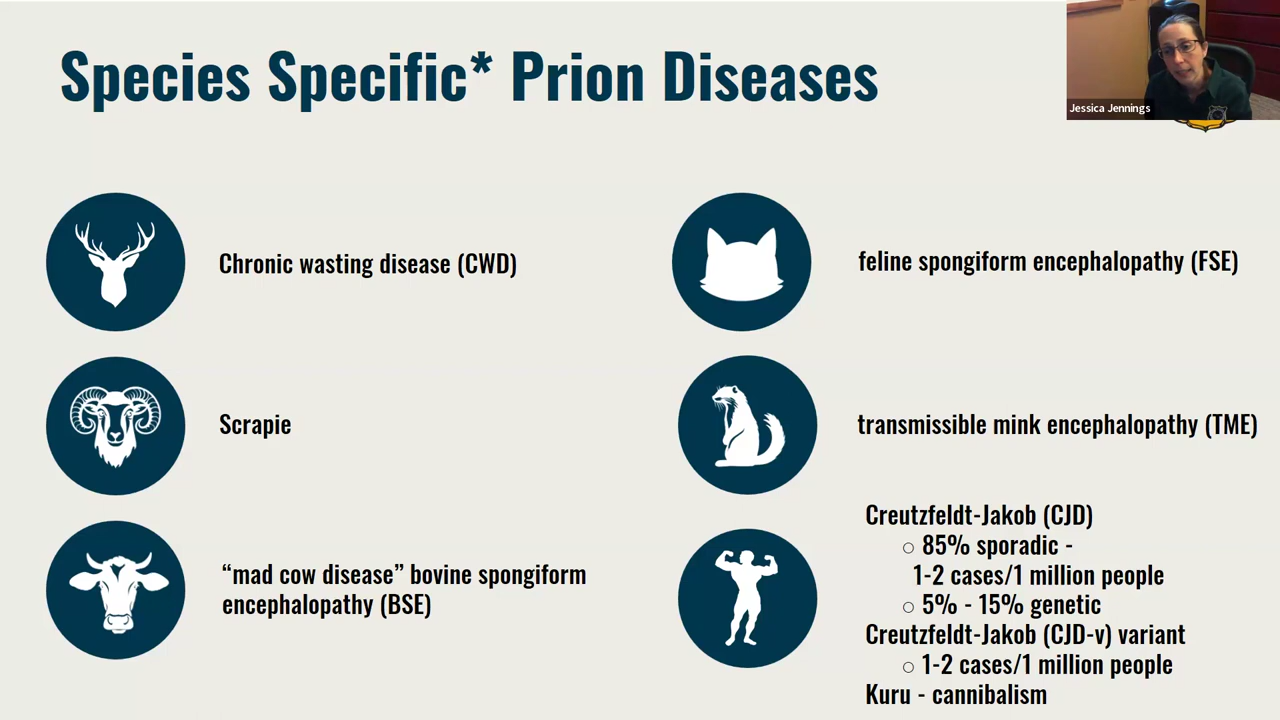 Species Specific* Prion Diseases
Jessica Jennings
Chronic wasting disease (CWD)
Scrapie
“mad cow disease” bovine spongiform
encephalopathy (BSE)
feline spongiform encephalopathy (FSE)
transmissible mink encephalopathy (TME)
Creutzfeldt-Jakob (CJD)
○ 85% sporadic -
1-2 cases/1 million people
○ 5% - 15% genetic
Creutzfeldt-Jakob (CJD-v) variant
○ 1-2 cases/1 million people
Kuru - cannibalism